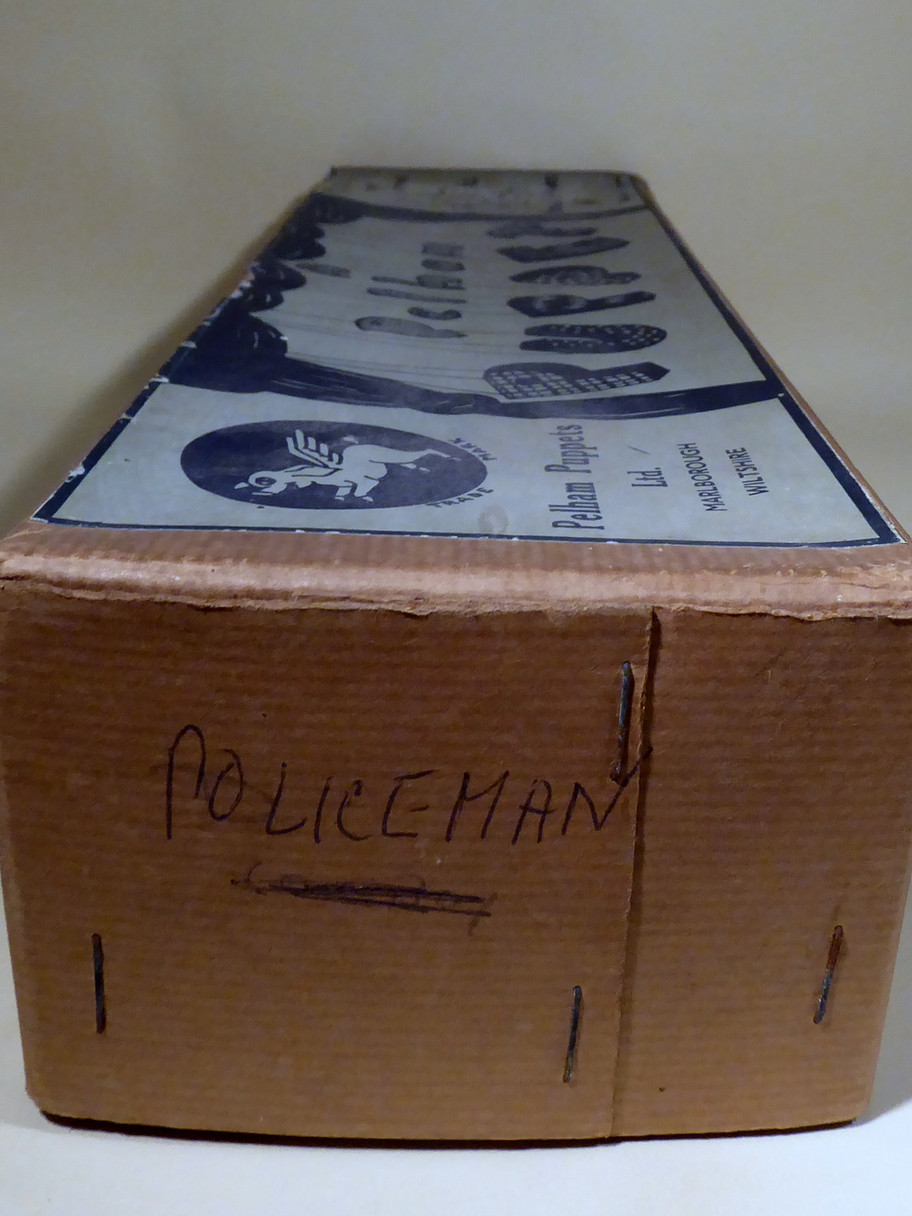 Pelham
PUPPETS
TRADE MARK
Pelham Puppets
Ltd.
MARLBOROUGH
WILTSHIRE
POLICEMAN